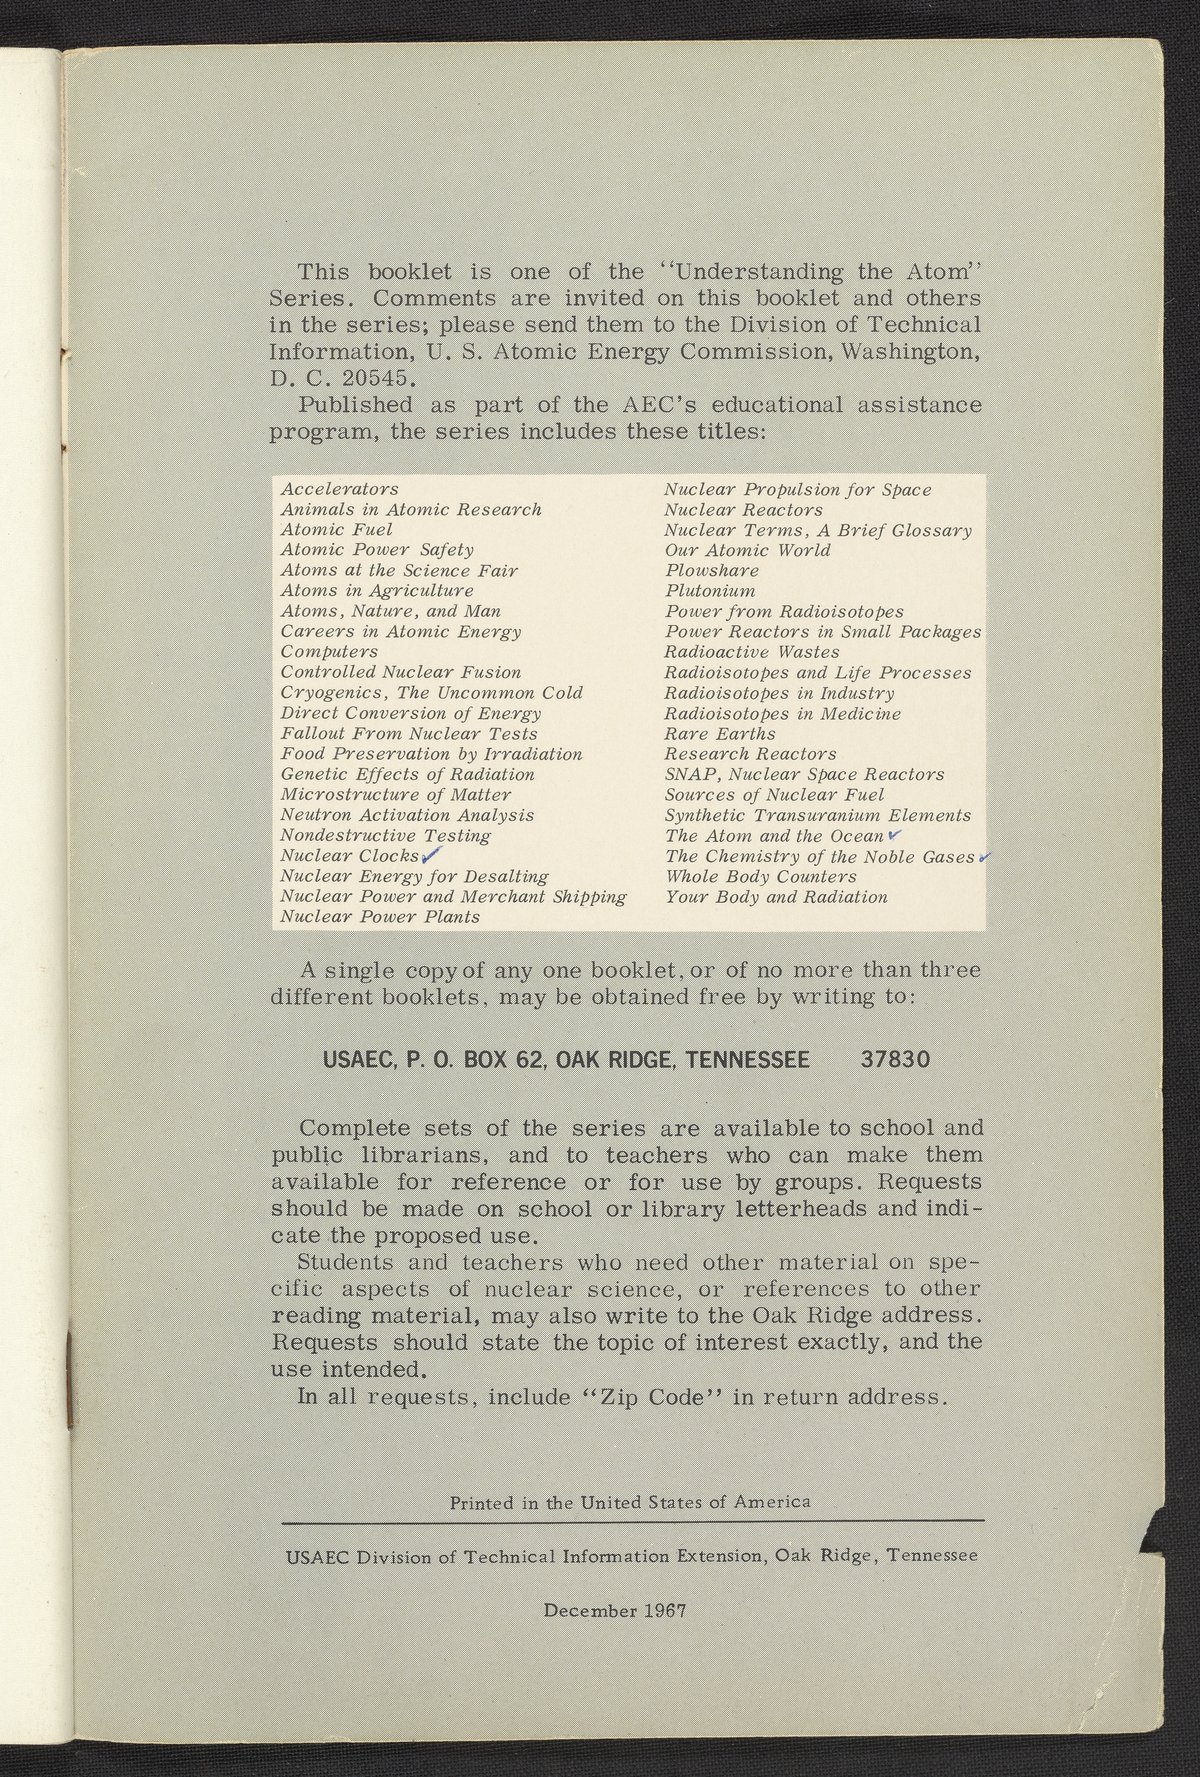 This booklet is one of the "Understanding the Atom"
Series. Comments are invited on this booklet and others
in the series; please send them to the Division of Technical
Information, U. S. Atomic Energy Commission, Washington,
D. C. 20545.
Published as part of the AEC's educational assistance
program, the series includes these titles:
Accelerators
Animals in Atomic Research
Atomic Fuel
Atomic Power Safety
Atoms at the Science Fair
Atoms in Agriculture
Atoms, Nature, and Man
Careers in Atomic Energy
Computers
Controlled Nuclear Fusion
Cryogenics, The Uncommon Cold
Direct Conversion of Energy
Fallout From Nuclear Tests
Food Preservation by Irradiation
Genetic Effects of Radiation
Microstructure of Matter
Neutron Activation Analysis
Nondestructive Testing
Nuclear Clocks✓
Nuclear Energy for Desalting
Nuclear Power and Merchant Shipping
Nuclear Power Plants
Nuclear Propulsion for Space
Nuclear Reactors
Nuclear Terms, A Brief Glossary
Our Atomic World
Plowshare
Plutonium
Power from Radioisotopes
Power Reactors in Small Packages
Radioactive Wastes
Radioisotopes and Life Processes
Radioisotopes in Industry
Radioisotopes in Medicine
Rare Earths
Research Reactors
SNAP, Nuclear Space Reactors
Sources of Nuclear Fuel
Synthetic Transuranium Elements
The Atom and the Ocean✓
The Chemistry of the Noble Gases✓
Whole Body Counters
Your Body and Radiation
A single copy of any one booklet, or of no more than three
different booklets, may be obtained free by writing to:
USAEC, P. O. BOX 62, OAK RIDGE, TENNESSEE 37830
Complete sets of the series are available to school and
public librarians, and to teachers who can make them
available for reference or for use by groups. Requests
should be made on school or library letterheads and indi-
cate the proposed use.
Students and teachers who need other material on spe-
cific aspects of nuclear science, or references to other
reading material, may also write to the Oak Ridge address.
Requests should state the topic of interest exactly, and the
use intended.
In all requests, include "Zip Code" in return address.
Printed in the United States of America
USAEC Division of Technical Information Extension, Oak Ridge, Tennessee
December 1967